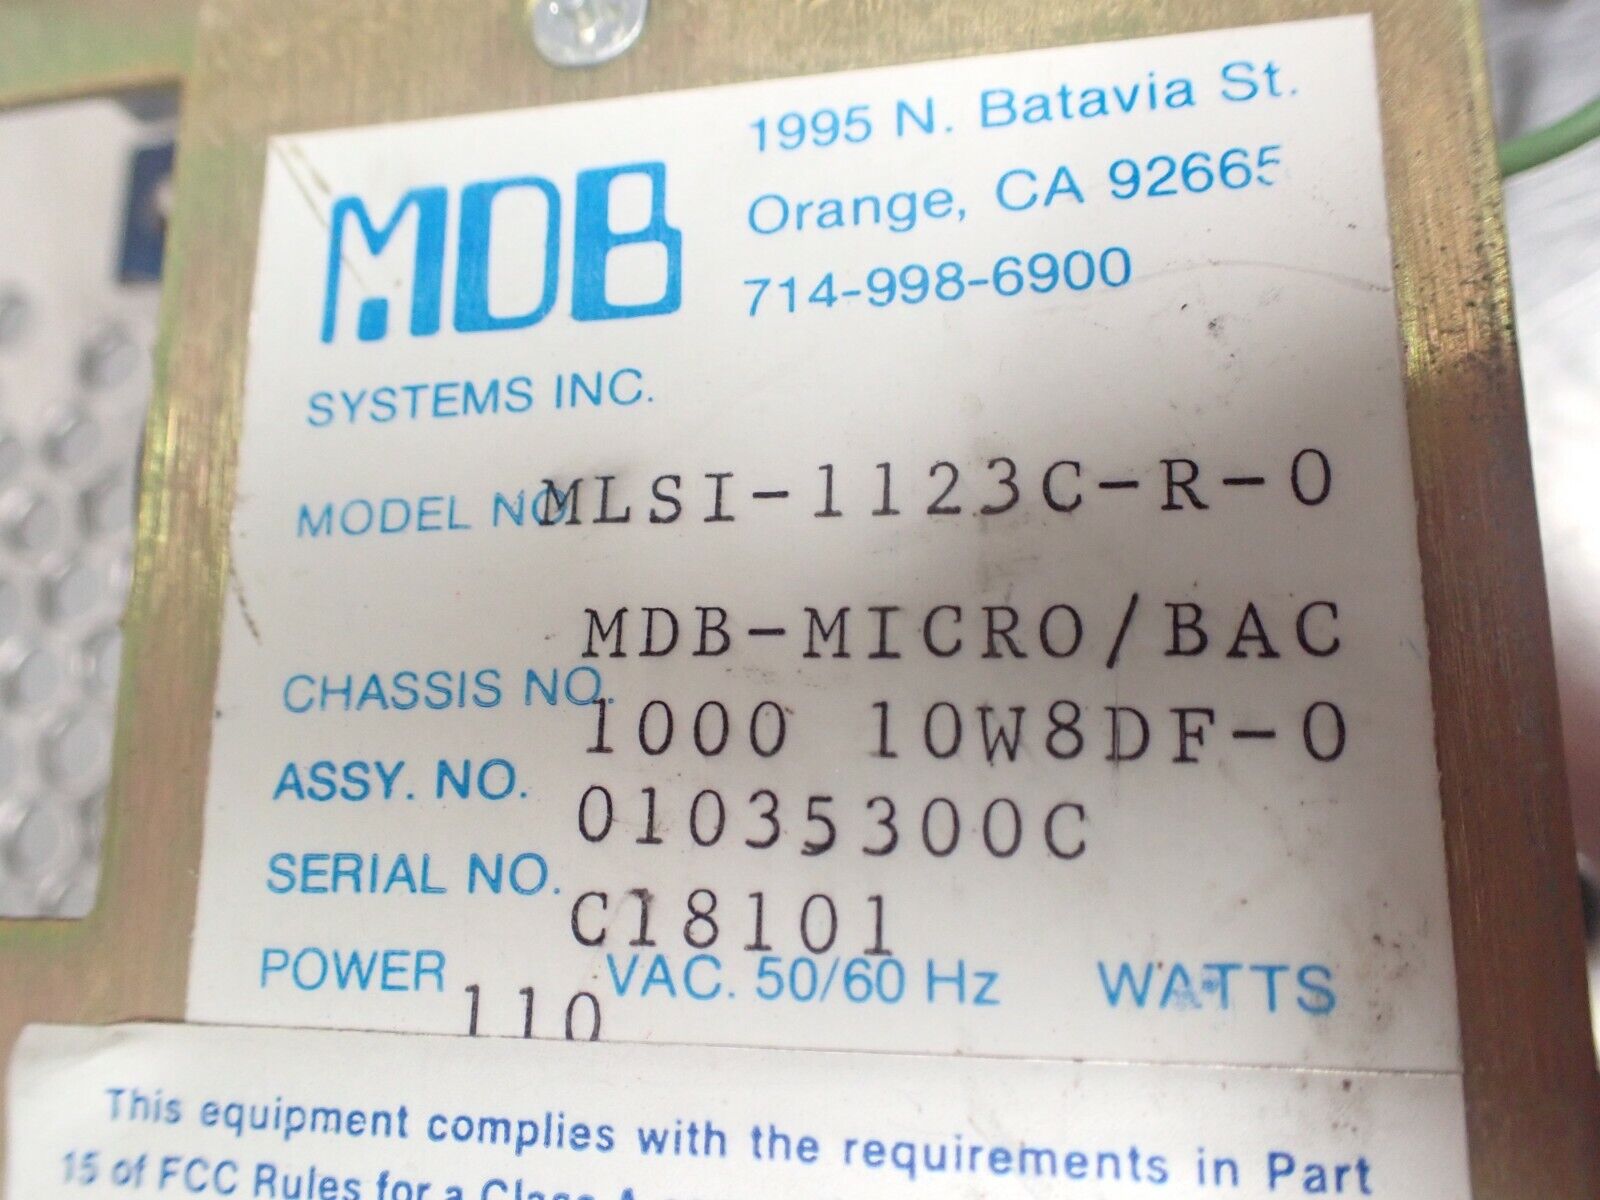 MDB
SYSTEMS INC.
1995 N. Batavia St.
Orange, CA 92665
714-998-6900
MODEL NO. MLSI-1123C-R-0
MDB-MICRO/BAC
CHASSIS NO. 1000 10W8DF-0
ASSY. NO. 01035300C
SERIAL NO. C18101
POWER 110 VAC. 50/60 Hz WATTS
This equipment complies with the requirements in Part
15 of FCC Rules for a Class A